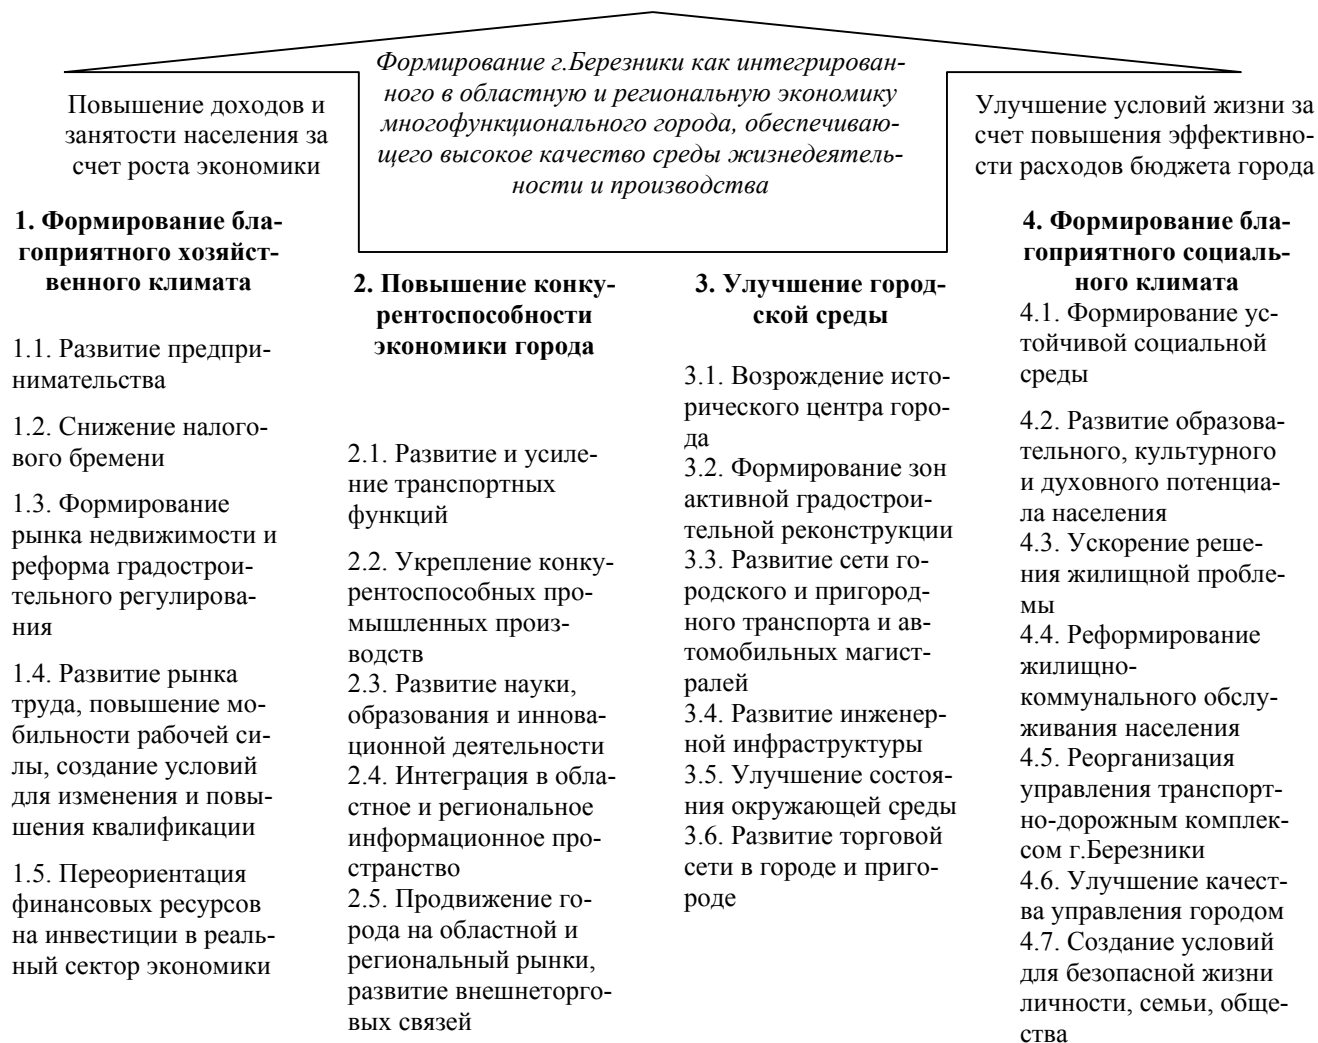 Формирование г.Березники как интегрирован-
ного в областную и региональную экономику
многофункционального города, обеспечиваю-
щего высокое качество среды жизнедеятель-
ности и производства
Повышение доходов и
занятости населения за
счет роста экономики
Улучшение условий жизни за
счет повышения эффективно-
сти расходов бюджета города
1. Формирование бла-
гоприятного хозяйст-
венного климата
1.1. Развитие предпри-
нимательства
1.2. Снижение налого-
вого бремени
1.3. Формирование
рынка недвижимости и
реформа градострои-
тельного регулирова-
ния
1.4. Развитие рынка
труда, повышение мо-
бильности рабочей си-
лы, создание условий
для изменения и повы-
шения квалификации
1.5. Переориентация
финансовых ресурсов
на инвестиции в реаль-
ный сектор экономики
2. Повышение конку-
рентоспособности
экономики города
2.1. Развитие и усиле-
ние транспортных
функций
2.2. Укрепление конку-
рентоспособных про-
мышленных произ-
водств
2.3. Развитие науки,
образования и иннова-
ционной деятельности
2.4. Интеграция в обла-
стное и региональное
информационное про-
странство
2.5. Продвижение го-
рода на областной и
региональный рынки,
развитие внешнеторго-
вых связей
3. Улучшение город-
ской среды
3.1. Возрождение исто-
рического центра горо-
да
3.2. Формирование зон
активной градострои-
тельной реконструкции
3.3. Развитие сети го-
родского и пригород-
ного транспорта и ав-
томобильных магист-
ралей
3.4. Развитие инженер-
ной инфраструктуры
3.5. Улучшение состоя-
ния окружающей среды
3.6. Развитие торговой
сети в городе и приго-
роде
4. Формирование бла-
гоприятного социаль-
ного климата
4.1. Формирование ус-
тойчивой социальной
среды
4.2. Развитие образова-
тельного, культурного
и духовного потенциа-
ла населения
4.3. Ускорение реше-
ния жилищной пробле-
мы
4.4. Реформирование
жилищно-
коммунального обслу-
живания населения
4.5. Реорганизация
управления транспорт-
но-дорожным комплек-
сом г.Березники
4.6. Улучшение качест-
ва управления городом
4.7. Создание условий
для безопасной жизни
личности, семьи, обще-
ства